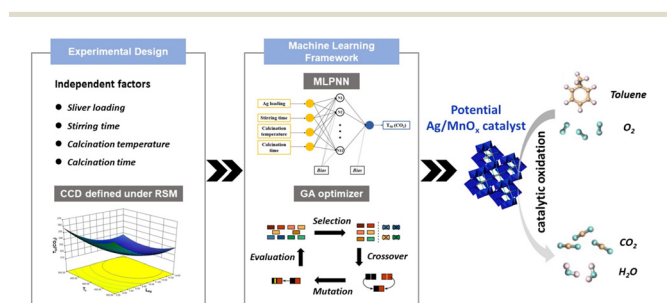 Experimental Design
Independent factors
Sliver loading
Stirring time
Calcination temperature
Calcination time
CCD defined under RSM
Machine Learning
Framework
MLPNN
Ag loading
Stirring time
Calcination
temperature
Calcination
time
Bias
Bias
GA optimizer
Selection
Evaluation
Crossover
Mutation
Potential
Ag/MnOₓ catalyst
catalytic oxidation
Toluene
O₂
CO₂
H₂O